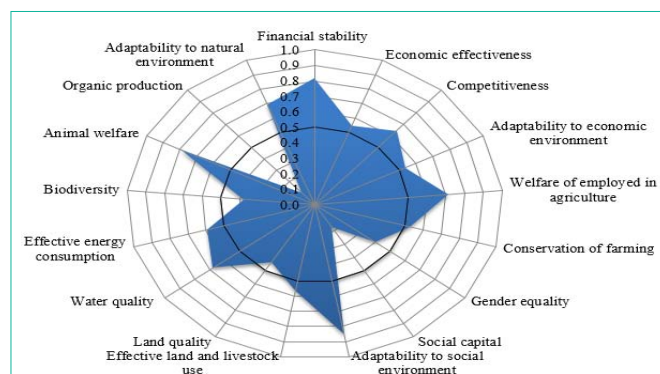 Financial stability
Economic effectiveness
Competitiveness
Adaptability to economic
environment
Welfare of employed in
agriculture
Conservation of farming
Gender equality
Social capital
Adaptability to social
environment
Effective land and livestock
use
Land quality
Water quality
Effective energy
consumption
Biodiversity
Animal welfare
Organic production
Adaptability to natural
environment
1.0
0.9
0.8
0.7
0.6
0.5
0.4
0.3
0.2
0.1
0.0